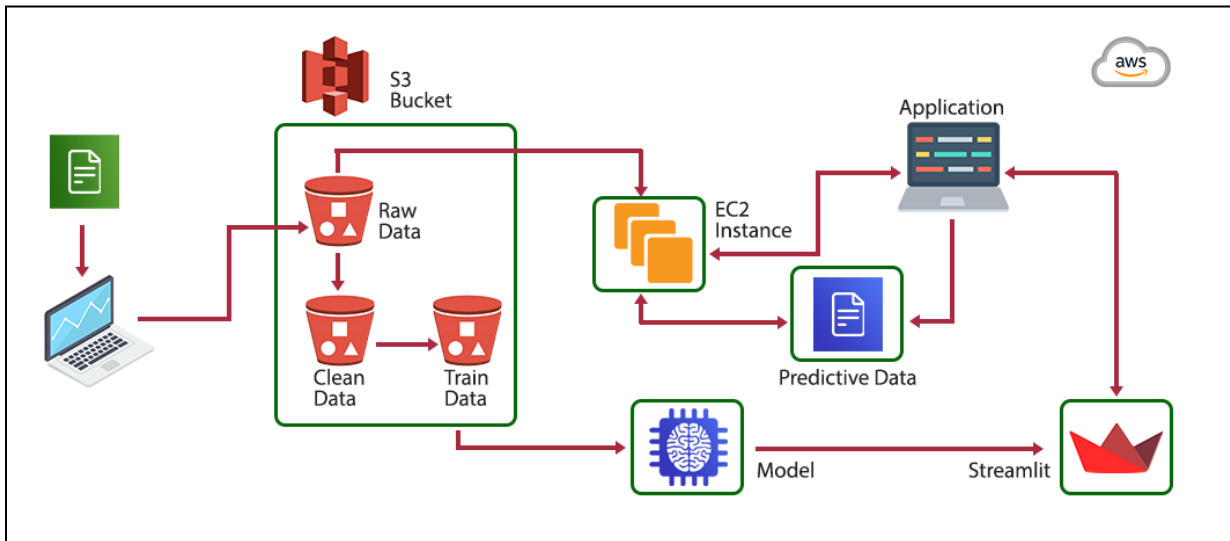 aws
S3
Bucket
Application
Raw
Data
EC2
Instance
Clean
Data
Train
Data
Predictive Data
Model
Streamlit